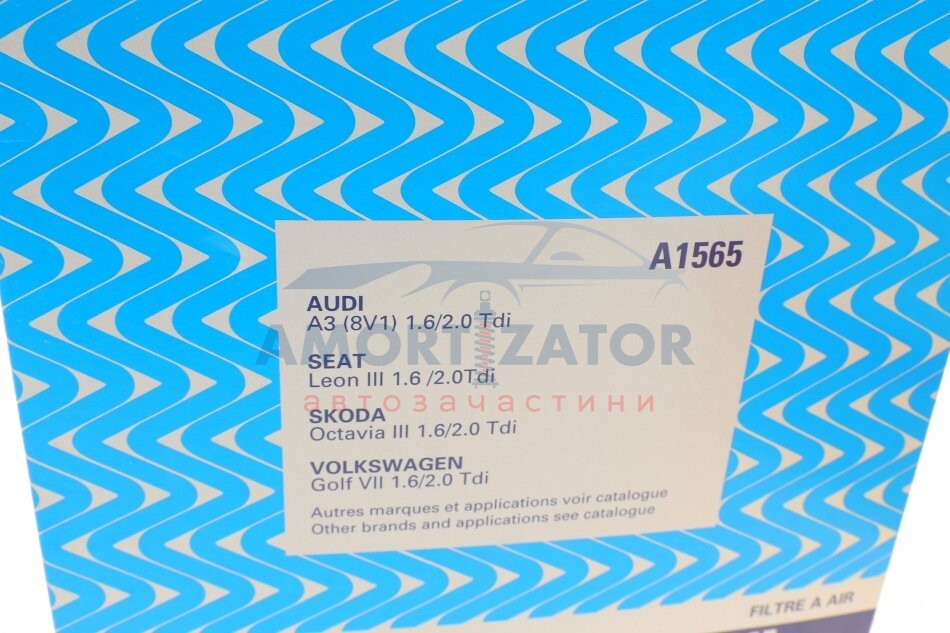 A1565
AUDI
A3 (8V1) 1.6/2.0 Tdi
AMORTIZATOR
SEAT
Leon III 1.6 /2.0Tdi
автозачастини
SKODA
Octavia III 1.6/2.0 Tdi
VOLKSWAGEN
Golf VII 1.6/2.0 Tdi
Autres marques et applications voir catalogue
Other brands and applications see catalogue
FILTRE A AIR